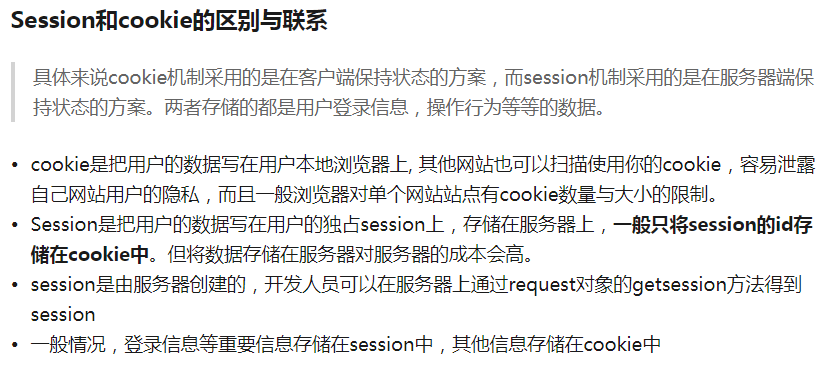 Session和cookie的区别与联系
具体来说cookie机制采用的是在客户端保持状态的方案，而session机制采用的是在服务器端保
持状态的方案。两者存储的都是用户登录信息，操作行为等等的数据。
• cookie是把用户的数据写在用户本地浏览器上, 其他网站也可以扫描使用你的cookie，容易泄露
自己网站用户的隐私，而且一般浏览器对单个网站站点有cookie数量与大小的限制。
• Session是把用户的数据写在用户的独占session上，存储在服务器上，一般只将session的id存
储在cookie中。但将数据存储在服务器对服务器的成本会高。
• session是由服务器创建的，开发人员可以在服务器上通过request对象的getsession方法得到
session
• 一般情况，登录信息等重要信息存储在session中，其他信息存储在cookie中